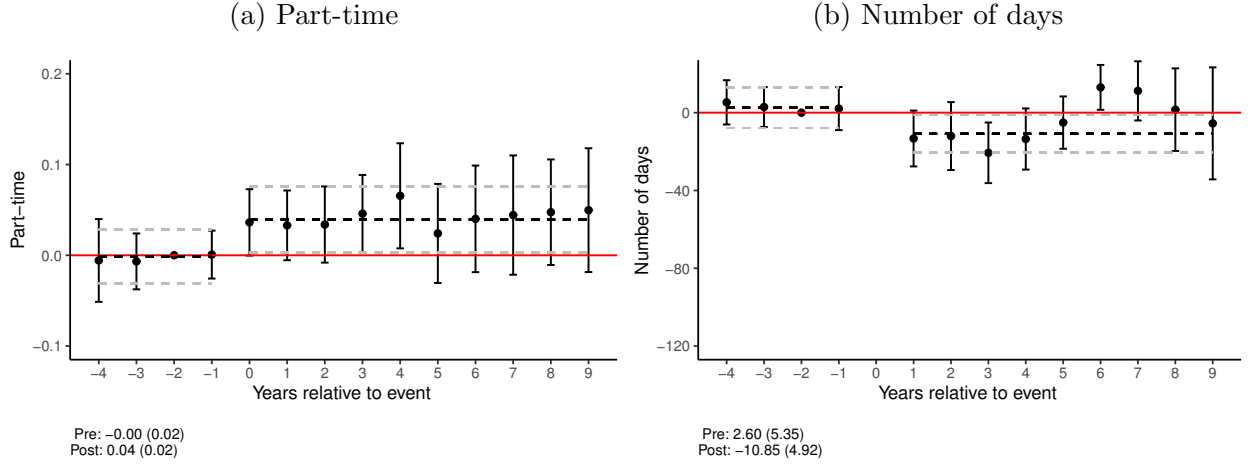 (a) Part-time
0.2
0.1
0.0
−0.1
Part−time
−4 −3 −2 −1 0 1 2 3 4 5 6 7 8 9
Years relative to event
Pre: −0.00 (0.02)
Post: 0.04 (0.02)
(b) Number of days
0
−40
−80
−120
Number of days
−4 −3 −2 −1 0 1 2 3 4 5 6 7 8 9
Years relative to event
Pre: 2.60 (5.35)
Post: −10.85 (4.92)